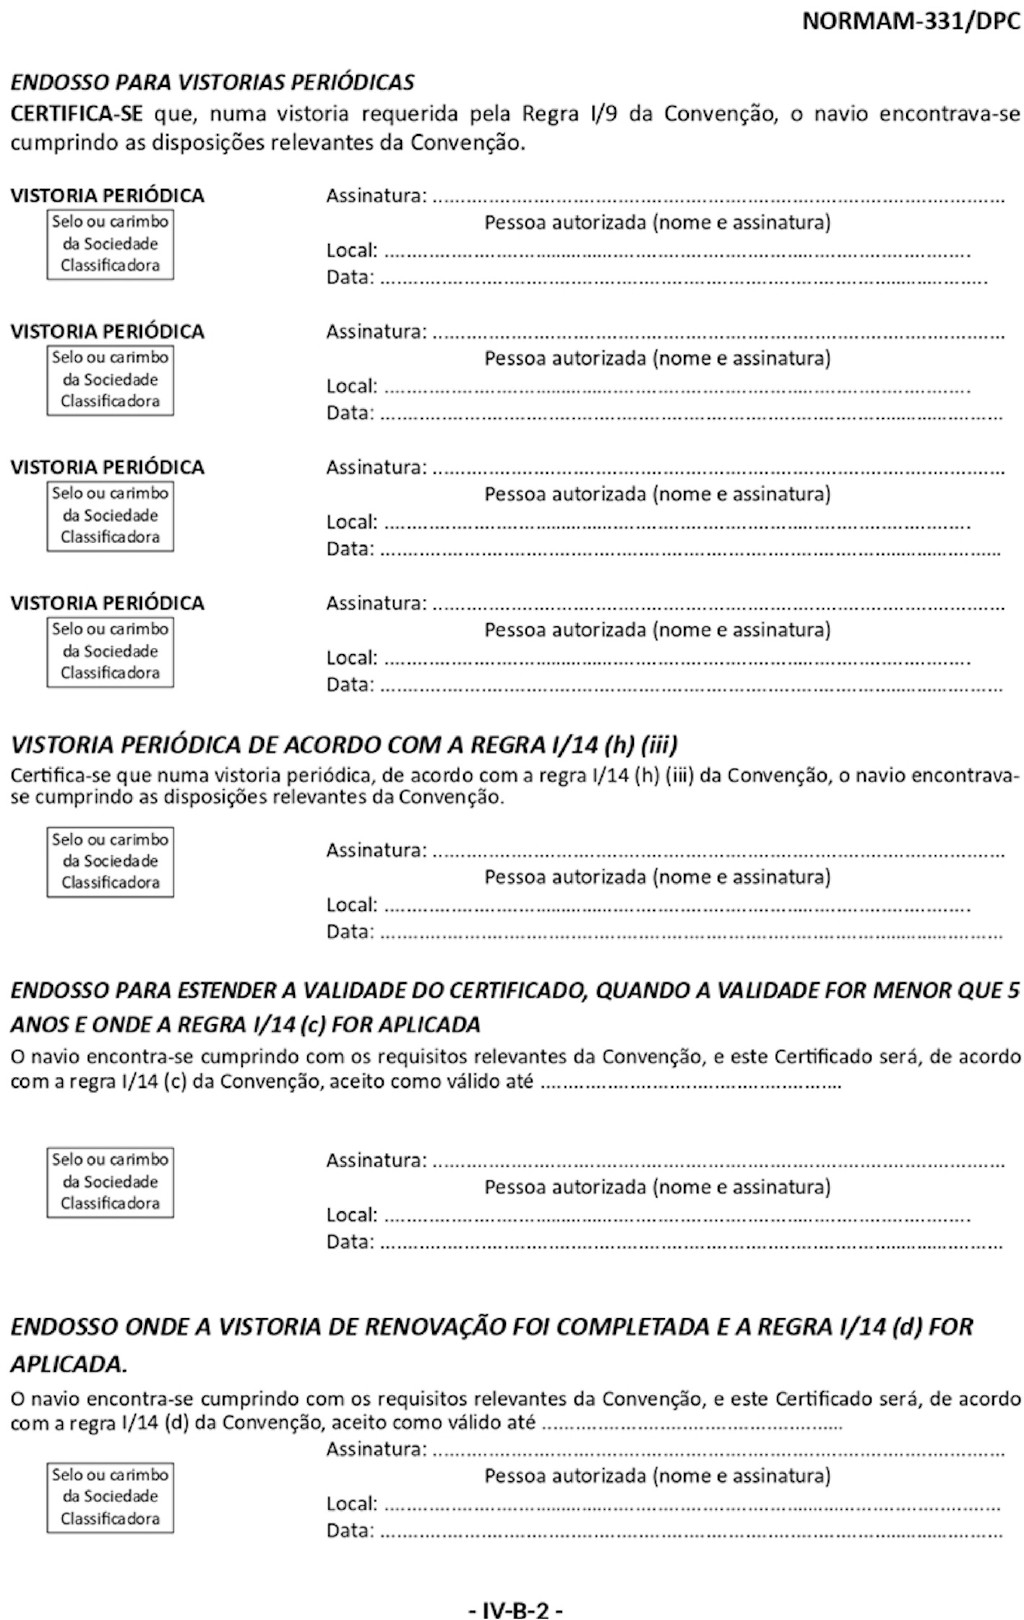 NORMAM-331/DPC
ENDOSSO PARA VISTORIAS PERIÓDICAS
CERTIFICA-SE que, numa vistoria requerida pela Regra I/9 da Convenção, o navio encontrava-se
cumprindo as disposições relevantes da Convenção.
VISTORIA PERIÓDICA
Selo ou carimbo
da Sociedade
Classificadora
Assinatura: ......................................................................................................
Pessoa autorizada (nome e assinatura)
Local: ........................................................................................................
Data: ............................................................................................................
VISTORIA PERIÓDICA
Selo ou carimbo
da Sociedade
Classificadora
Assinatura: ......................................................................................................
Pessoa autorizada (nome e assinatura)
Local: ........................................................................................................
Data: ...............................................................................................................
VISTORIA PERIÓDICA
Selo ou carimbo
da Sociedade
Classificadora
Assinatura: ......................................................................................................
Pessoa autorizada (nome e assinatura)
Local: ........................................................................................................
Data: ...............................................................................................................
VISTORIA PERIÓDICA
Selo ou carimbo
da Sociedade
Classificadora
Assinatura: ......................................................................................................
Pessoa autorizada (nome e assinatura)
Local: ........................................................................................................
Data: ...............................................................................................................
VISTORIA PERIÓDICA DE ACORDO COM A REGRA I/14 (h) (iii)
Certifica-se que numa vistoria periódica, de acordo com a regra I/14 (h) (iii) da Convenção, o navio encontrava-
se cumprindo as disposições relevantes da Convenção.
Selo ou carimbo
da Sociedade
Classificadora
Assinatura: ......................................................................................................
Pessoa autorizada (nome e assinatura)
Local: ........................................................................................................
Data: ...............................................................................................................
ENDOSSO PARA ESTENDER A VALIDADE DO CERTIFICADO, QUANDO A VALIDADE FOR MENOR QUE 5
ANOS E ONDE A REGRA I/14 (c) FOR APLICADA
O navio encontra-se cumprindo com os requisitos relevantes da Convenção, e este Certificado será, de acordo
com a regra I/14 (c) da Convenção, aceito como válido até ......................................................
Selo ou carimbo
da Sociedade
Classificadora
Assinatura: ......................................................................................................
Pessoa autorizada (nome e assinatura)
Local: ........................................................................................................
Data: ...............................................................................................................
ENDOSSO ONDE A VISTORIA DE RENOVAÇÃO FOI COMPLETADA E A REGRA I/14 (d) FOR
APLICADA.
O navio encontra-se cumprindo com os requisitos relevantes da Convenção, e este Certificado será, de acordo
com a regra I/14 (d) da Convenção, aceito como válido até ......................................................
Selo ou carimbo
da Sociedade
Classificadora
Assinatura: ......................................................................................................
Pessoa autorizada (nome e assinatura)
Local: ..............................................................................................................
Data: ...............................................................................................................
- IV-B-2 -